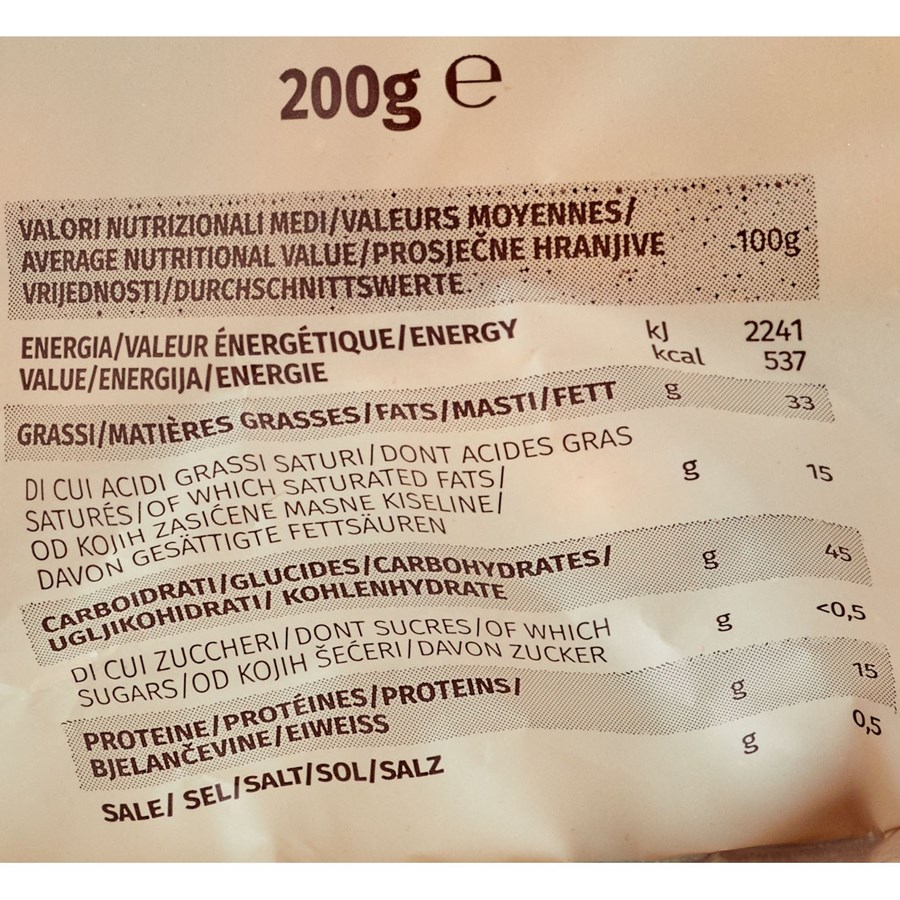 200g ℮
VALORI NUTRIZIONALI MEDI/VALEURS MOYENNES/
AVERAGE NUTRITIONAL VALUE/PROSJEČNE HRANJIVE 100g
VRIJEDNOSTI/DURCHSCHNITTSWERTE
ENERGIA/VALEUR ÉNERGÉTIQUE/ENERGY kJ 2241
VALUE/ENERGIJA/ENERGIE kcal 537
GRASSI/MATIÈRES GRASSES/FATS/MASTI/FETT g 33
DI CUI ACIDI GRASSI SATURI/DONT ACIDES GRAS
SATURÉS/OF WHICH SATURATED FATS/ g 15
OD KOJIH ZASIĆENE MASNE KISELINE/
DAVON GESÄTTIGTE FETTSÄUREN
CARBOIDRATI/GLUCIDES/CARBOHYDRATES/ g 45
UGLJIKOHIDRATI/ KOHLENHYDRATE
DI CUI ZUCCHERI/DONT SUCRES/OF WHICH g <0,5
SUGARS/OD KOJIH ŠEĆERI/DAVON ZUCKER
PROTEINE/PROTÉINES/PROTEINS/ g 15
BJELANČEVINE/EIWEISS
SALE/ SEL/SALT/SOL/SALZ g 0,5